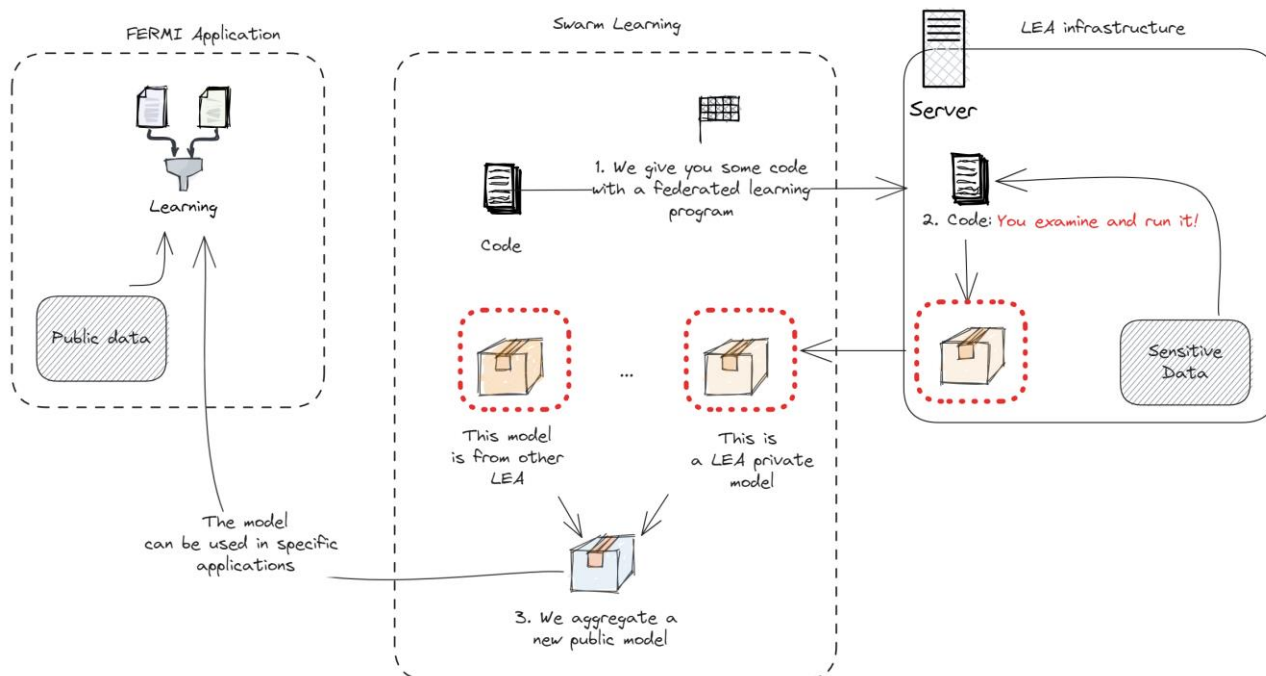 FERMI Application
Learning
Public data
The model
can be used in specific
applications
Swarm Learning
1. We give you some code
with a federated learning
program
Code
...
This model
is from other
LEA
This is
a LEA private
model
3. We aggregate a
new public model
LEA infrastructure
Server
2. Code: You examine and run it!
Sensitive
Data